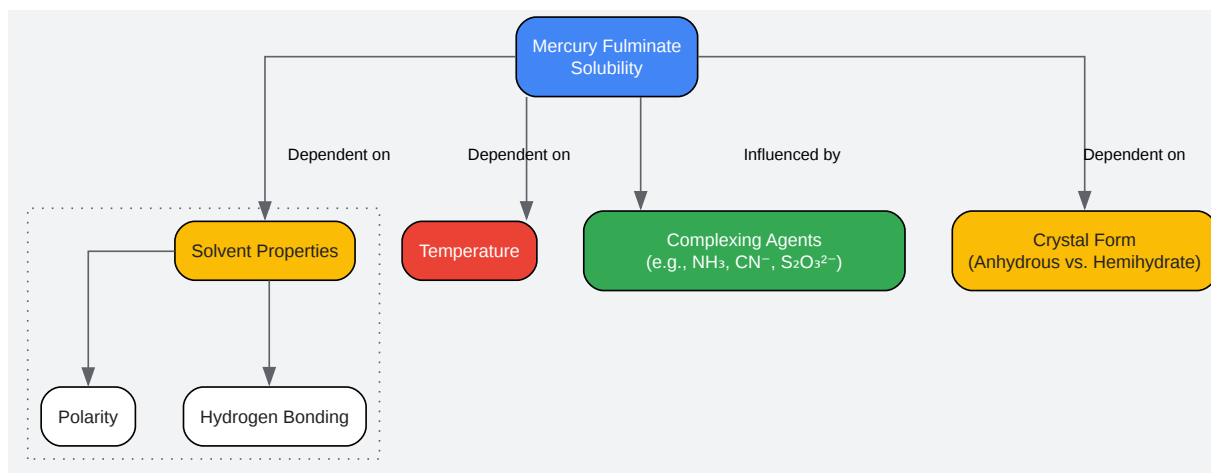 Mercury Fulminate
Solubility
Dependent on
Dependent on
Influenced by
Dependent on
Solvent Properties
Temperature
Complexing Agents
(e.g., NH₃, CN⁻, S₂O₃²⁻)
Crystal Form
(Anhydrous vs. Hemihydrate)
Polarity
Hydrogen Bonding